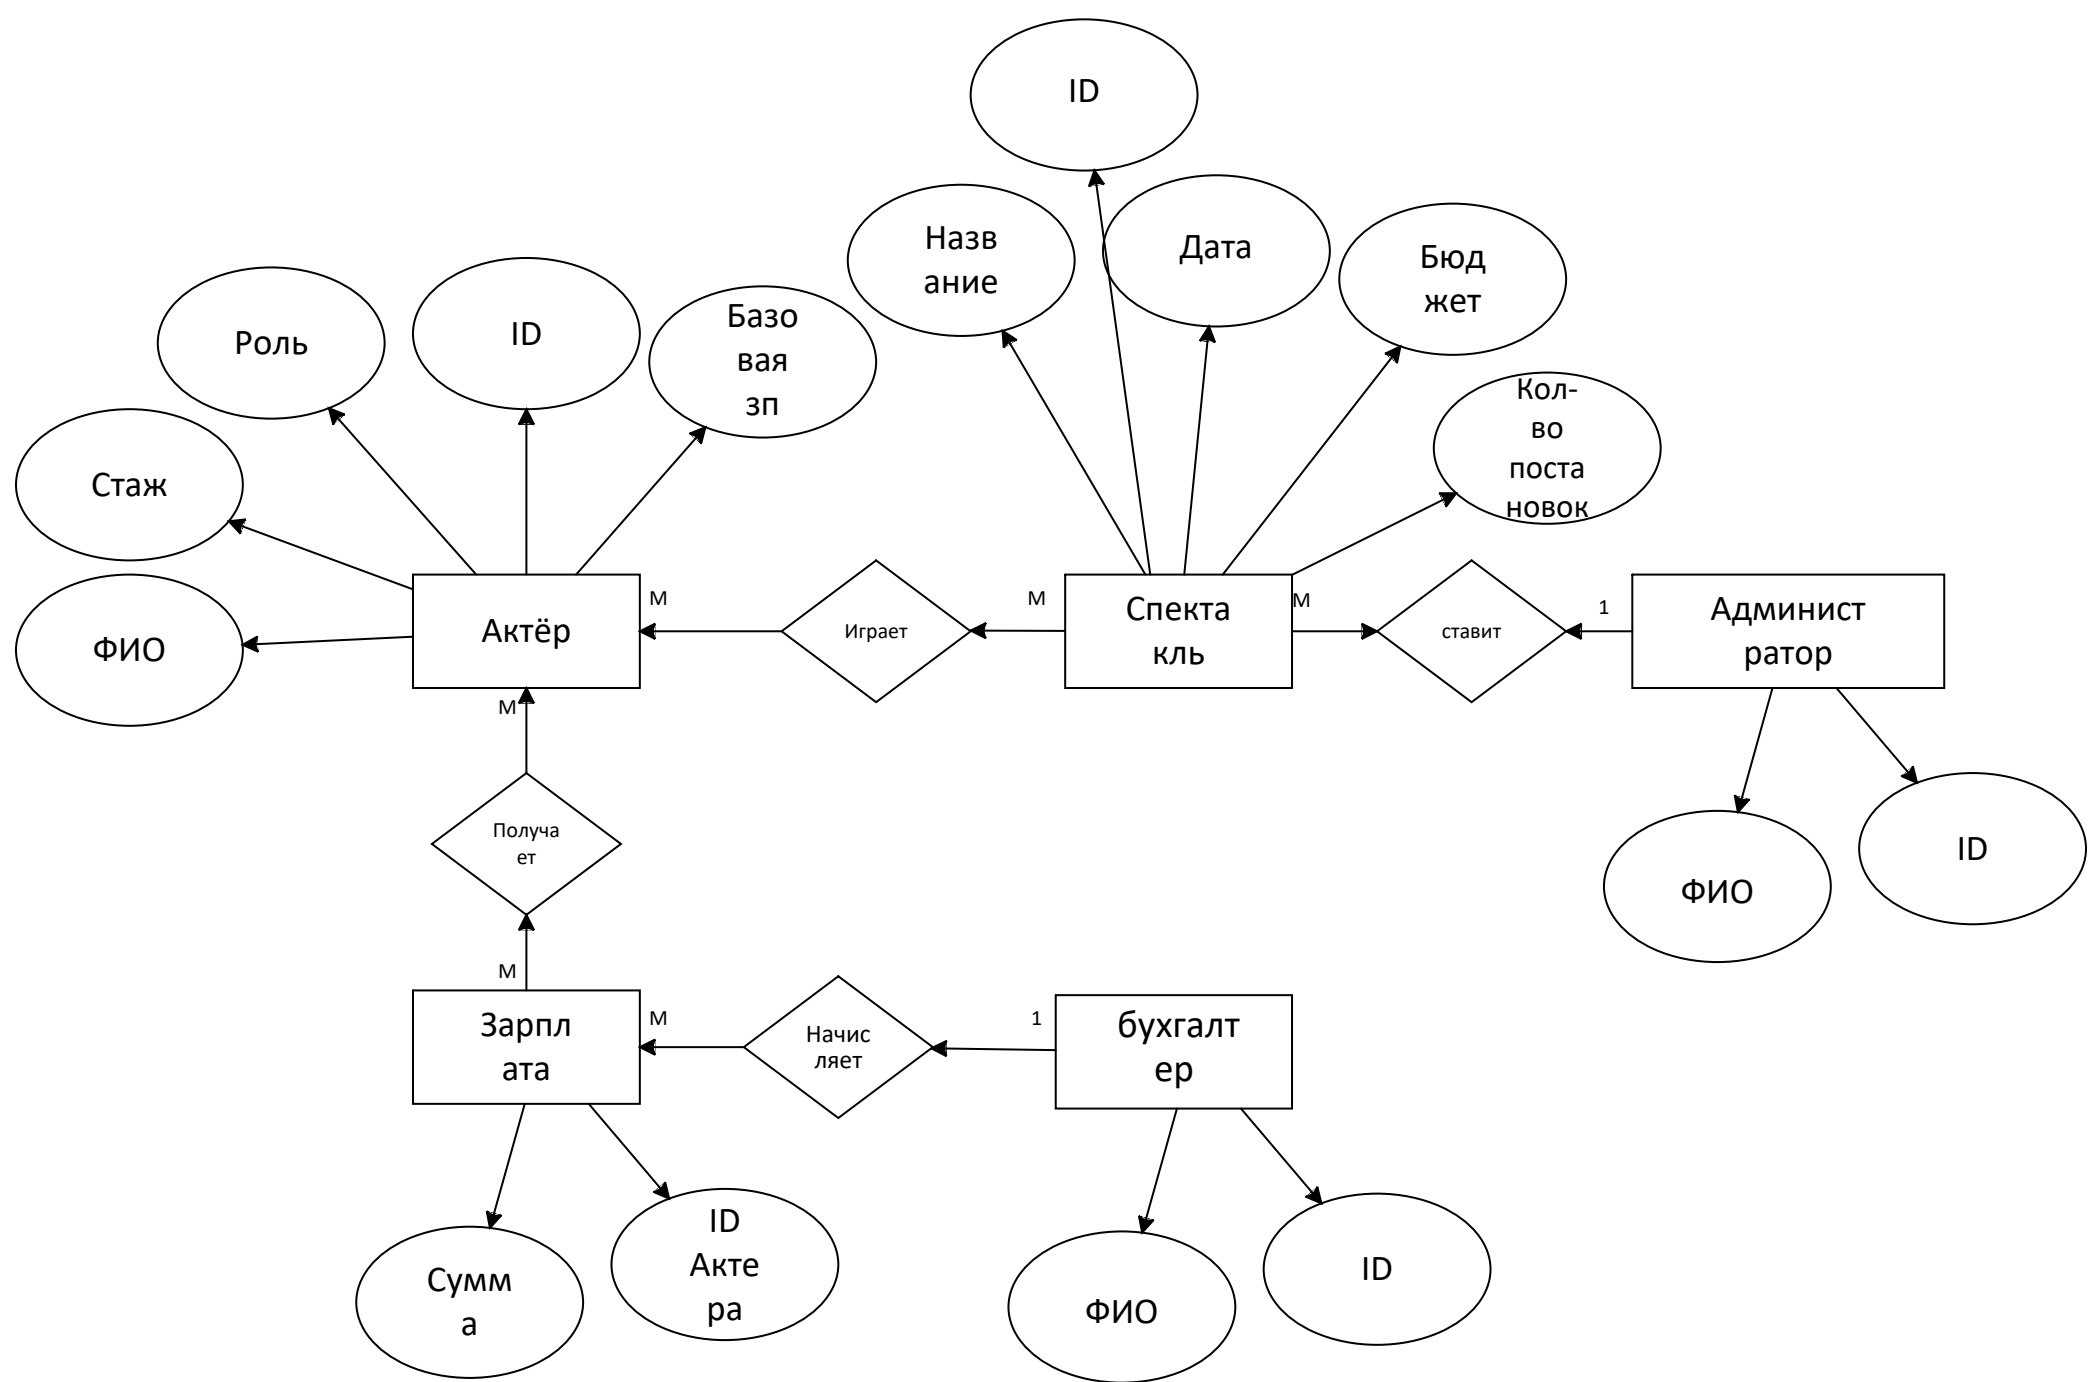 ID
Назв
ание
Дата
Бюд
жет
Роль
ID
Базо
вая
зп
Кол-
во
поста
новок
Стаж
ФИО
Актёр
М
Играет
М
Спекта
кль
М
ставит
1
Админист
ратор
М
Получа
ет
ФИО
ID
М
Зарпл
ата
М
Начис
ляет
1
бухгалт
ер
Сумм
а
ID
Акте
ра
ФИО
ID